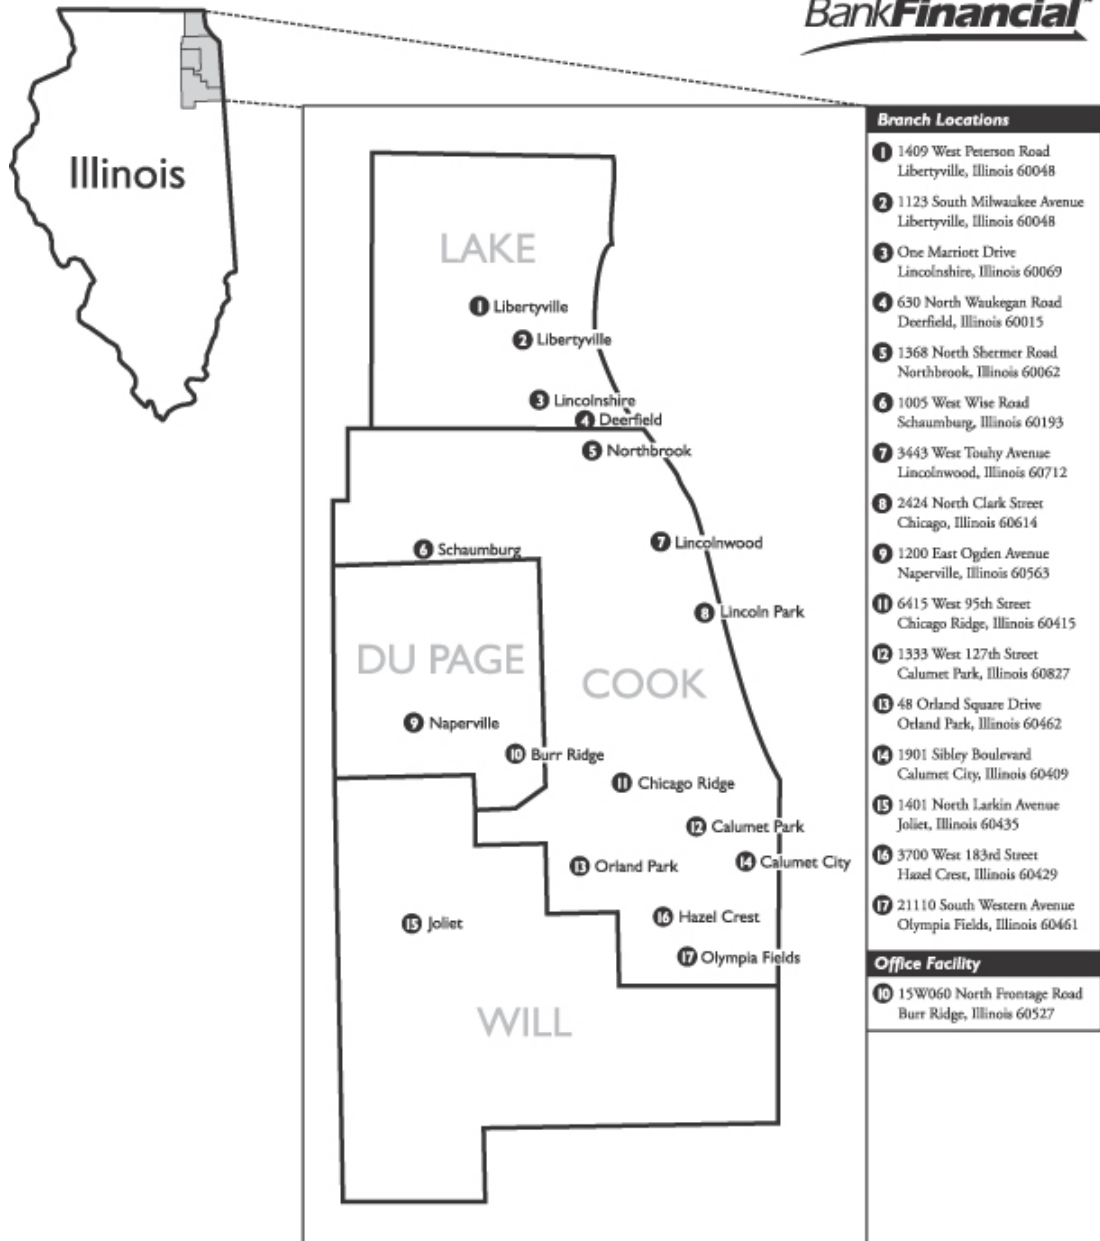 BankFinancial™
Illinois
LAKE
1 Libertyville
2 Libertyville
3 Lincolnshire
4 Deerfield
5 Northbrook
6 Schaumburg
7 Lincolnwood
8 Lincoln Park
DU PAGE
COOK
9 Naperville
10 Burr Ridge
11 Chicago Ridge
12 Calumet Park
13 Orland Park
14 Calumet City
15 Joliet
16 Hazel Crest
17 Olympia Fields
WILL
Branch Locations
1 1409 West Peterson Road
Libertyville, Illinois 60048
2 1123 South Milwaukee Avenue
Libertyville, Illinois 60048
3 One Marriott Drive
Lincolnshire, Illinois 60069
4 630 North Waukegan Road
Deerfield, Illinois 60015
5 1368 North Shermer Road
Northbrook, Illinois 60062
6 1005 West Wise Road
Schaumburg, Illinois 60193
7 3443 West Touhy Avenue
Lincolnwood, Illinois 60712
8 2424 North Clark Street
Chicago, Illinois 60614
9 1200 East Ogden Avenue
Naperville, Illinois 60563
11 6415 West 95th Street
Chicago Ridge, Illinois 60415
12 1333 West 127th Street
Calumet Park, Illinois 60827
13 48 Orland Square Drive
Orland Park, Illinois 60462
14 1901 Sibley Boulevard
Calumet City, Illinois 60409
15 1401 North Larkin Avenue
Joliet, Illinois 60435
16 3700 West 183rd Street
Hazel Crest, Illinois 60429
17 21110 South Western Avenue
Olympia Fields, Illinois 60461
Office Facility
10 15W060 North Frontage Road
Burr Ridge, Illinois 60527